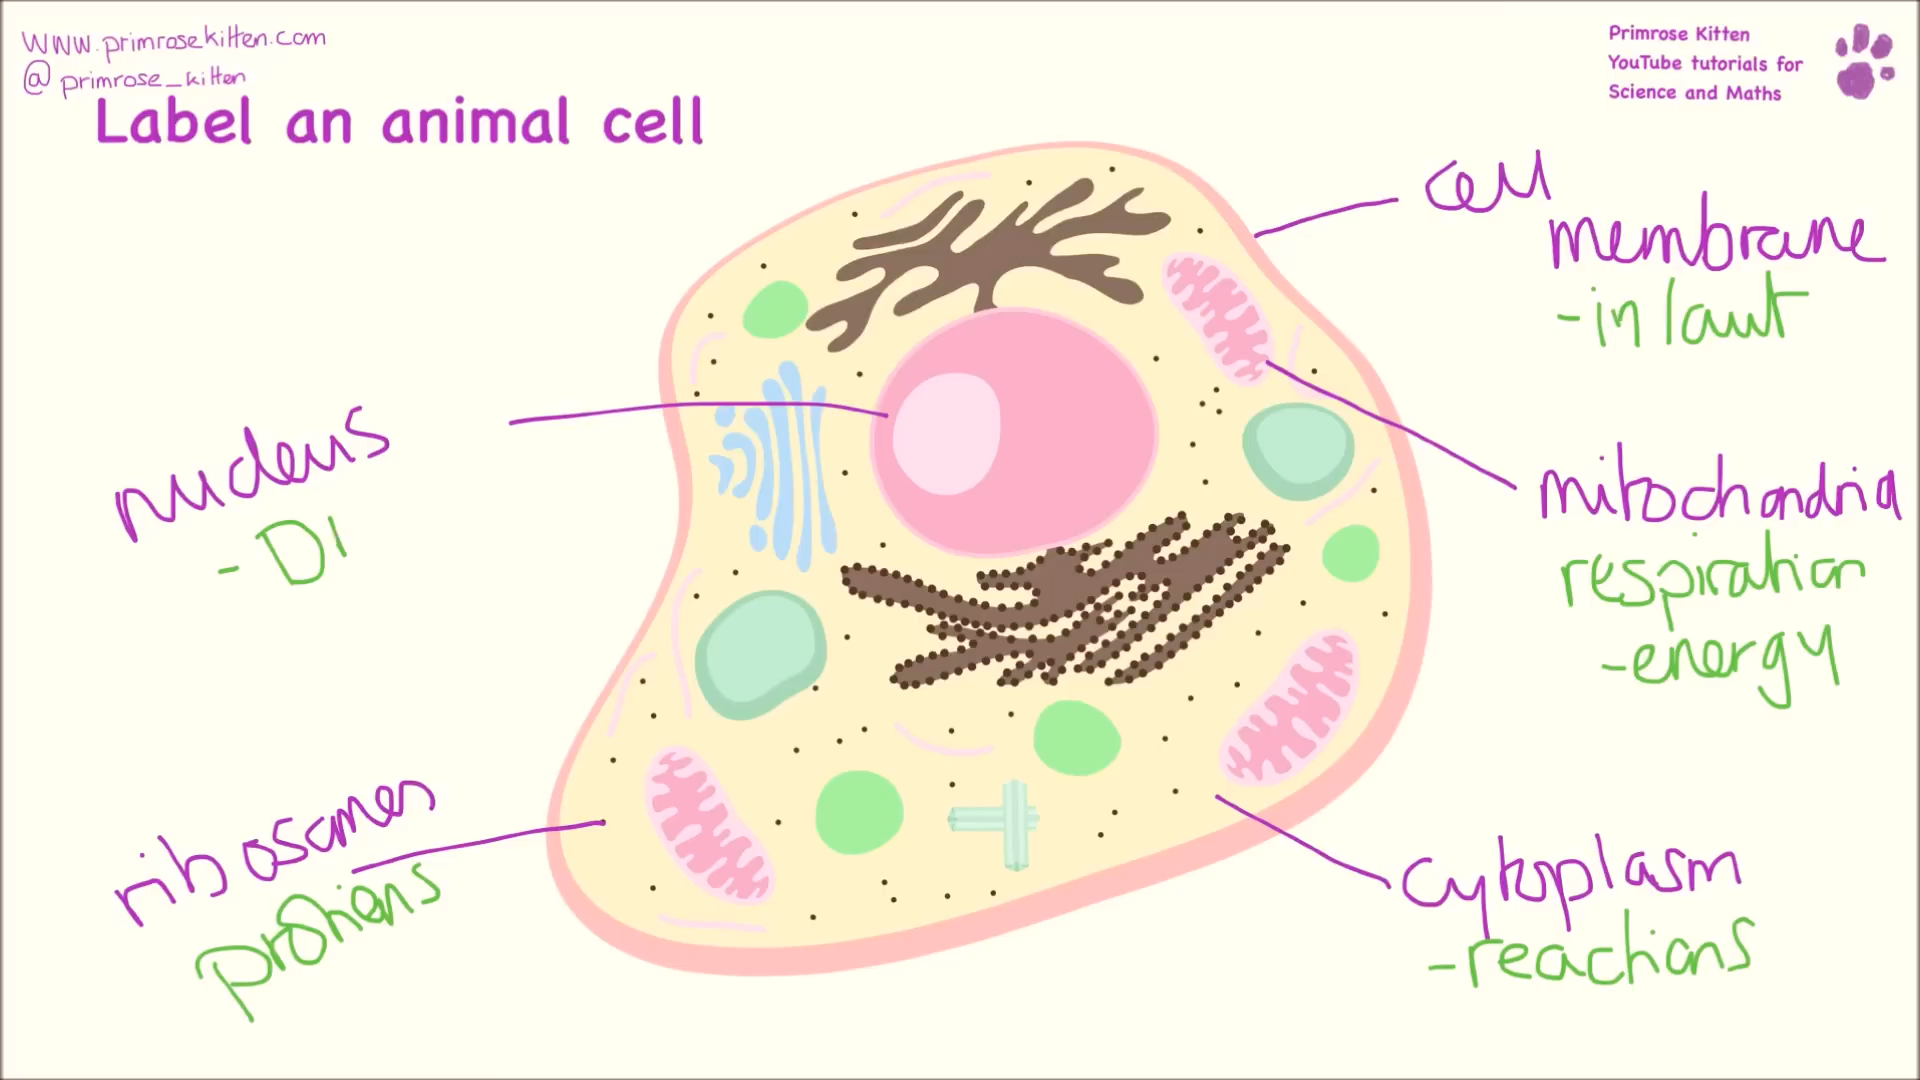 www.primrosekitten.com
@primrose_kitten
Label an animal cell
Primrose Kitten
YouTube tutorials for
Science and Maths
cell
membrane
-in/out
nucleus
- DI
mitochondria
respiration
-energy
ribosomes
proteins
cytoplasm
-reactions